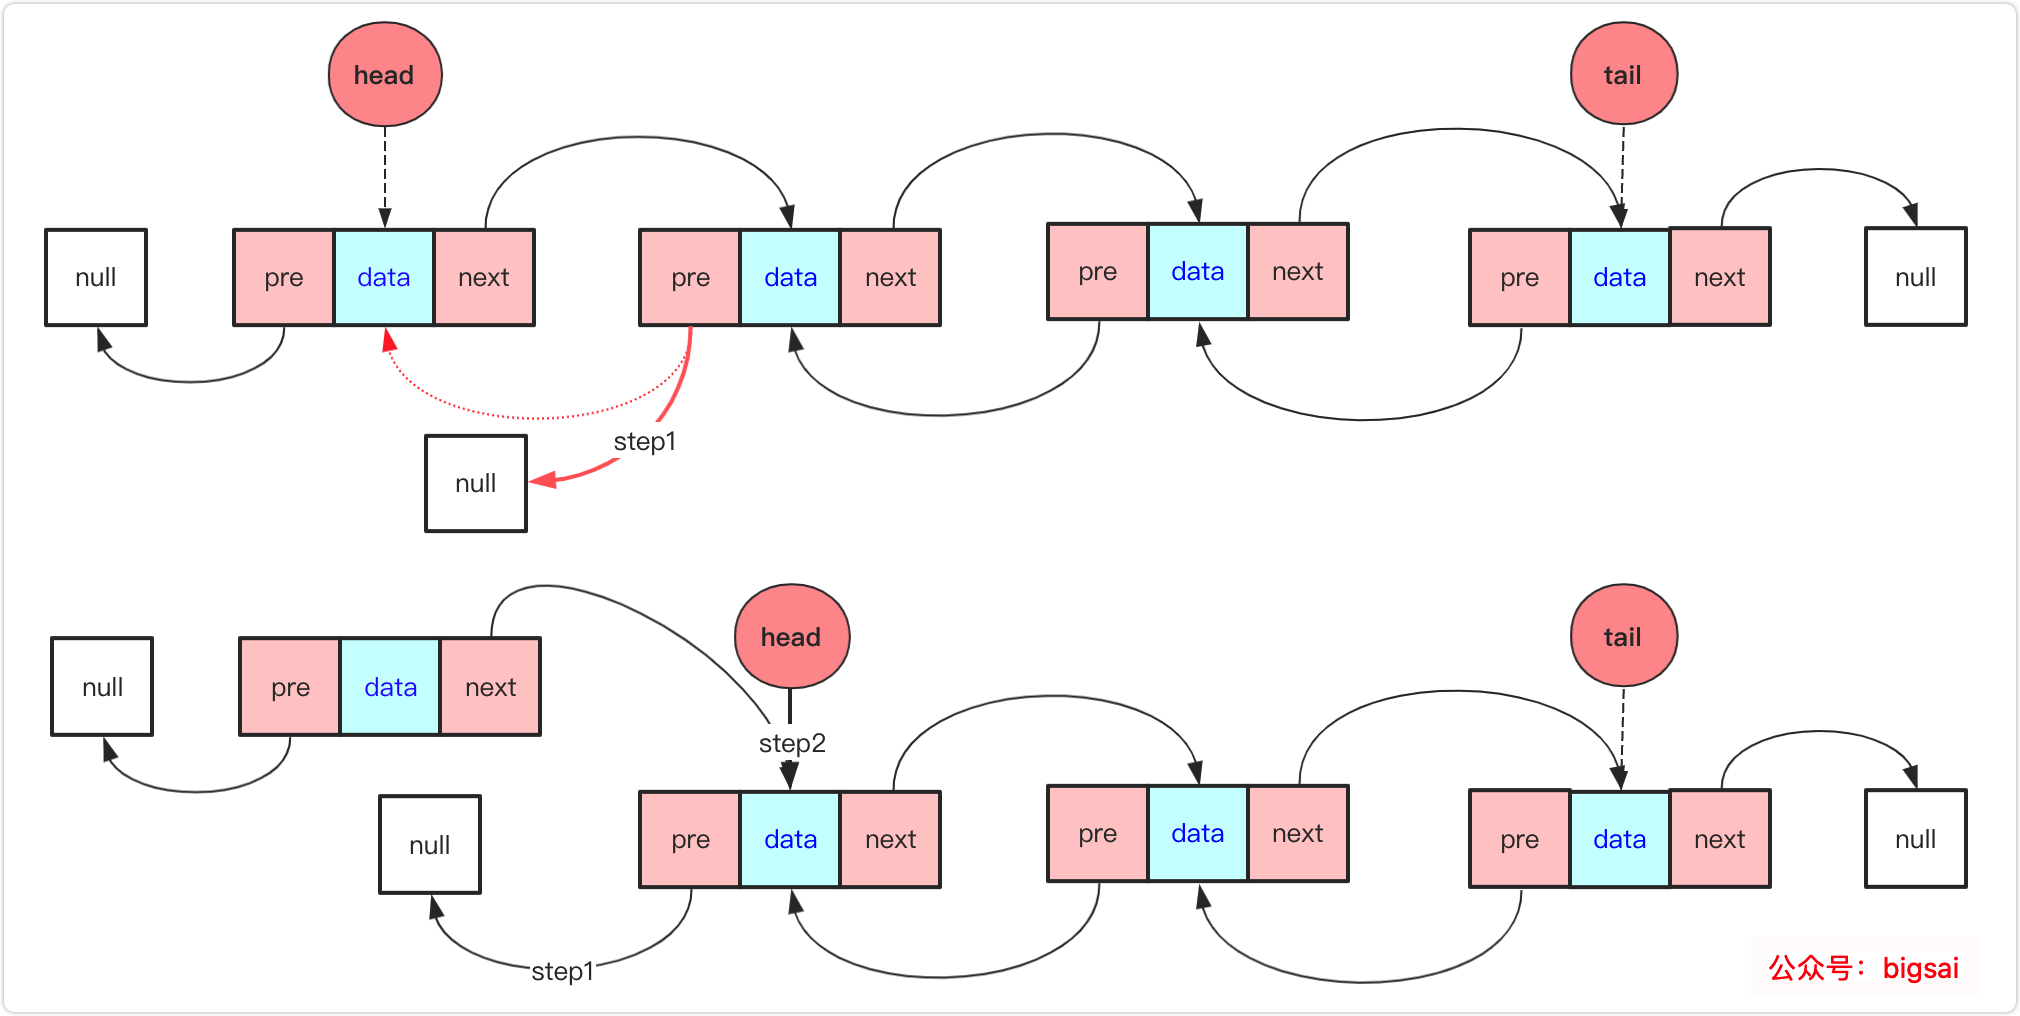 head
tail
null
pre data next
pre data next
pre data next
pre data next
null
step1
null
head
tail
null
pre data next
step2
null
pre data next
pre data next
pre data next
null
step1
公众号：bigsai